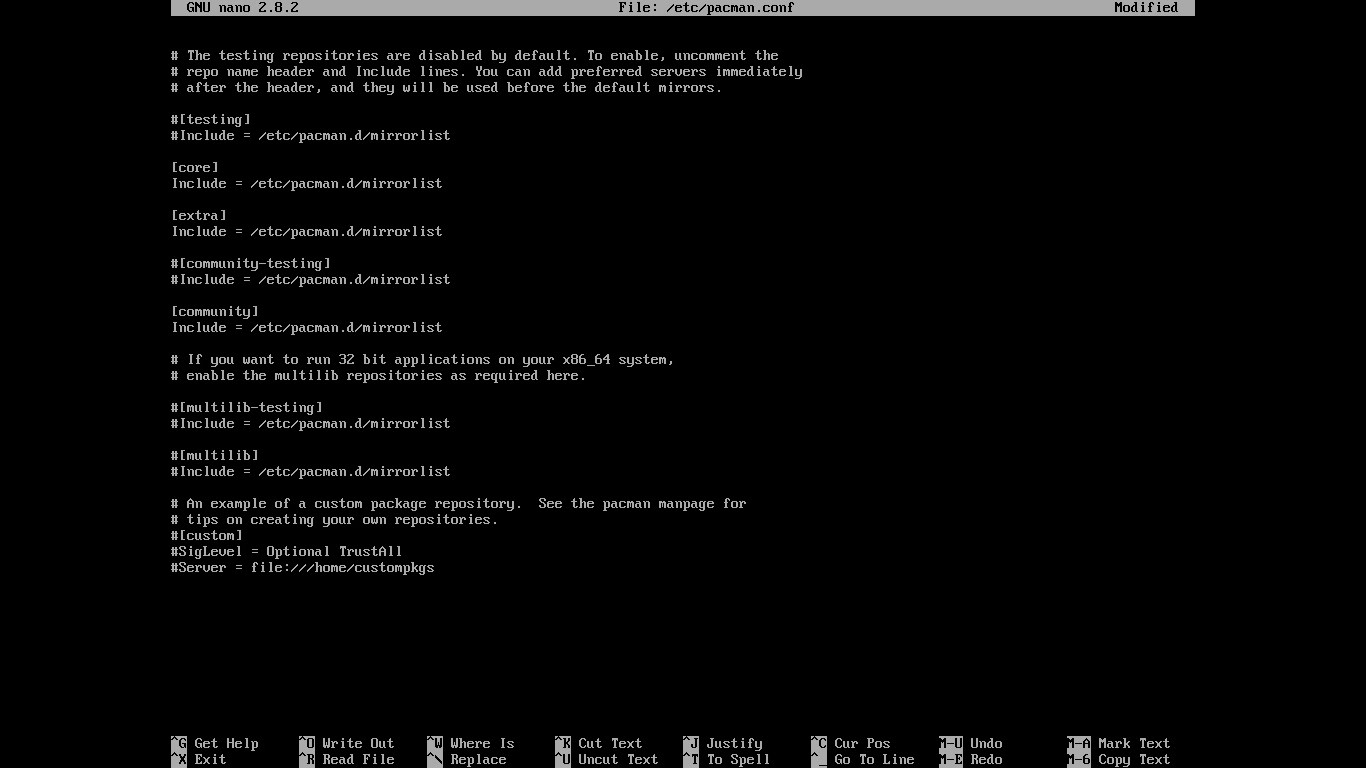 GNU nano 2.8.2 File: /etc/pacman.conf Modified
# The testing repositories are disabled by default. To enable, uncomment the
# repo name header and Include lines. You can add preferred servers immediately
# after the header, and they will be used before the default mirrors.
#[testing]
#Include = /etc/pacman.d/mirrorlist
[core]
Include = /etc/pacman.d/mirrorlist
[extra]
Include = /etc/pacman.d/mirrorlist
#[community-testing]
#Include = /etc/pacman.d/mirrorlist
[community]
Include = /etc/pacman.d/mirrorlist
# If you want to run 32 bit applications on your x86_64 system,
# enable the multilib repositories as required here.
#[multilib-testing]
#Include = /etc/pacman.d/mirrorlist
#[multilib]
#Include = /etc/pacman.d/mirrorlist
# An example of a custom package repository.  See the pacman manpage for
# tips on creating your own repositories.
#[custom]
#SigLevel = Optional TrustAll
#Server = file:///home/custompkgs
^G Get Help ^O Write Out ^W Where Is ^K Cut Text ^J Justify ^C Cur Pos M-U Undo M-A Mark Text
^X Exit ^R Read File ^\ Replace ^U Uncut Text ^T To Spell ^_ Go To Line M-E Redo M-6 Copy Text